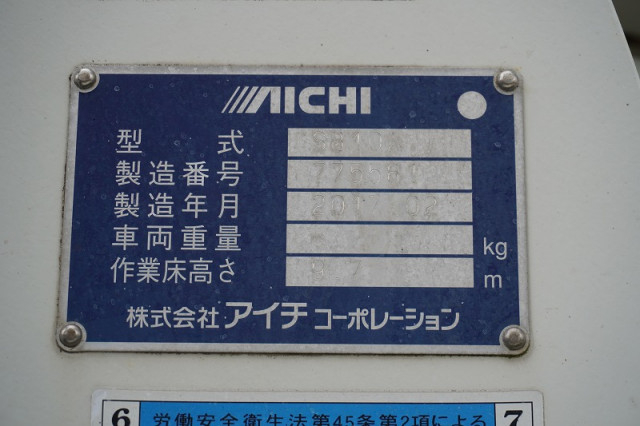 AICHI
型式
製造番号
製造年月
車両重量 kg
作業床高さ m
株式会社 アイチ コーポレーション
6 労働安全衛生法第45条第2項による 7